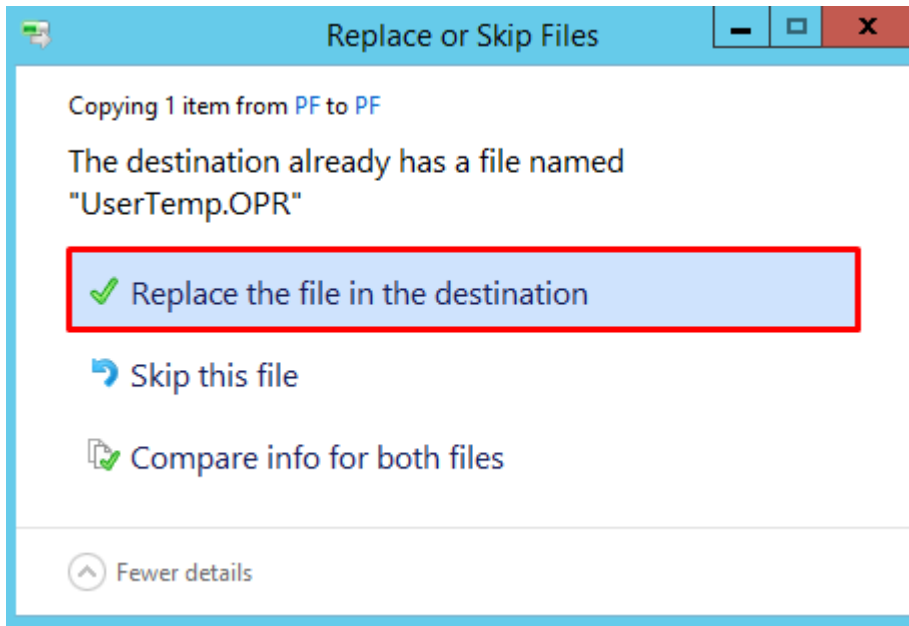 Replace or Skip Files
Copying 1 item from PF to PF
The destination already has a file named
"UserTemp.OPR"
Replace the file in the destination
Skip this file
Compare info for both files
Fewer details